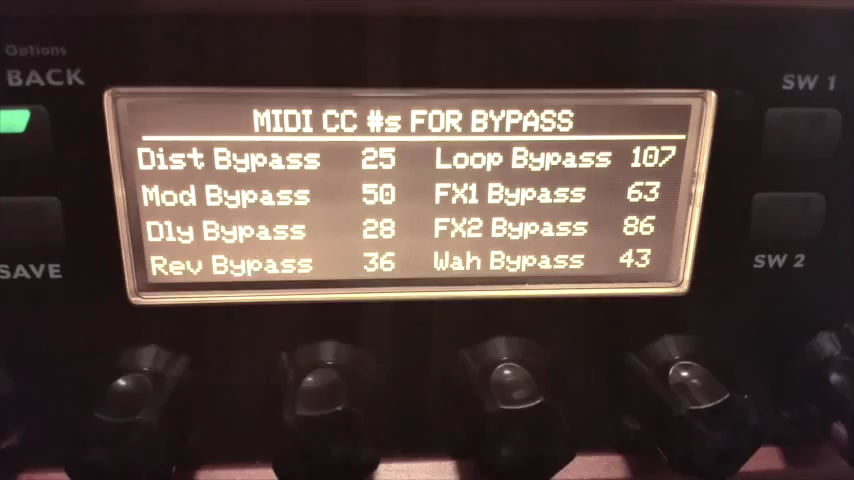 Options
BACK
SAVE
MIDI CC #s FOR BYPASS
Dist Bypass 25 Loop Bypass 107
Mod Bypass 50 FX1 Bypass 63
Dly Bypass 28 FX2 Bypass 86
Rev Bypass 36 Wah Bypass 43
SW 1
SW 2